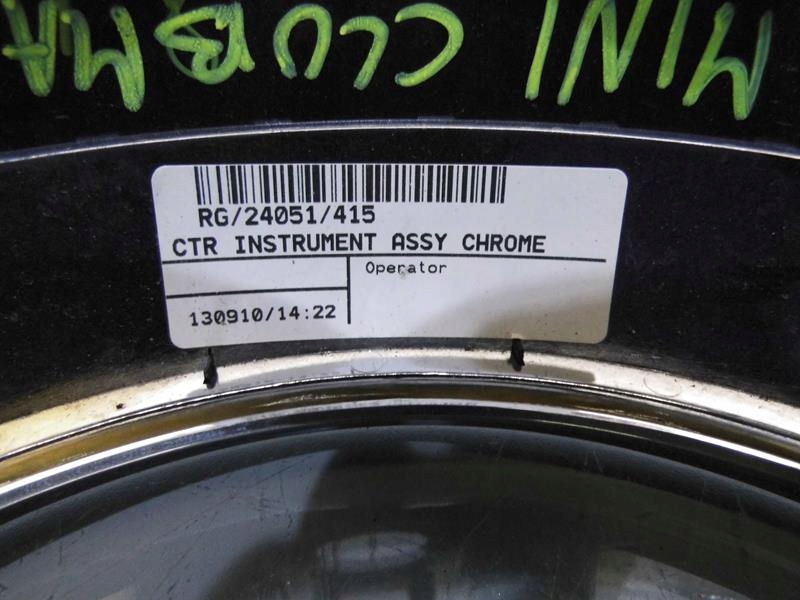 MINI CLUBMA
RG/24051/415
CTR INSTRUMENT ASSY CHROME
Operator
130910/14:22